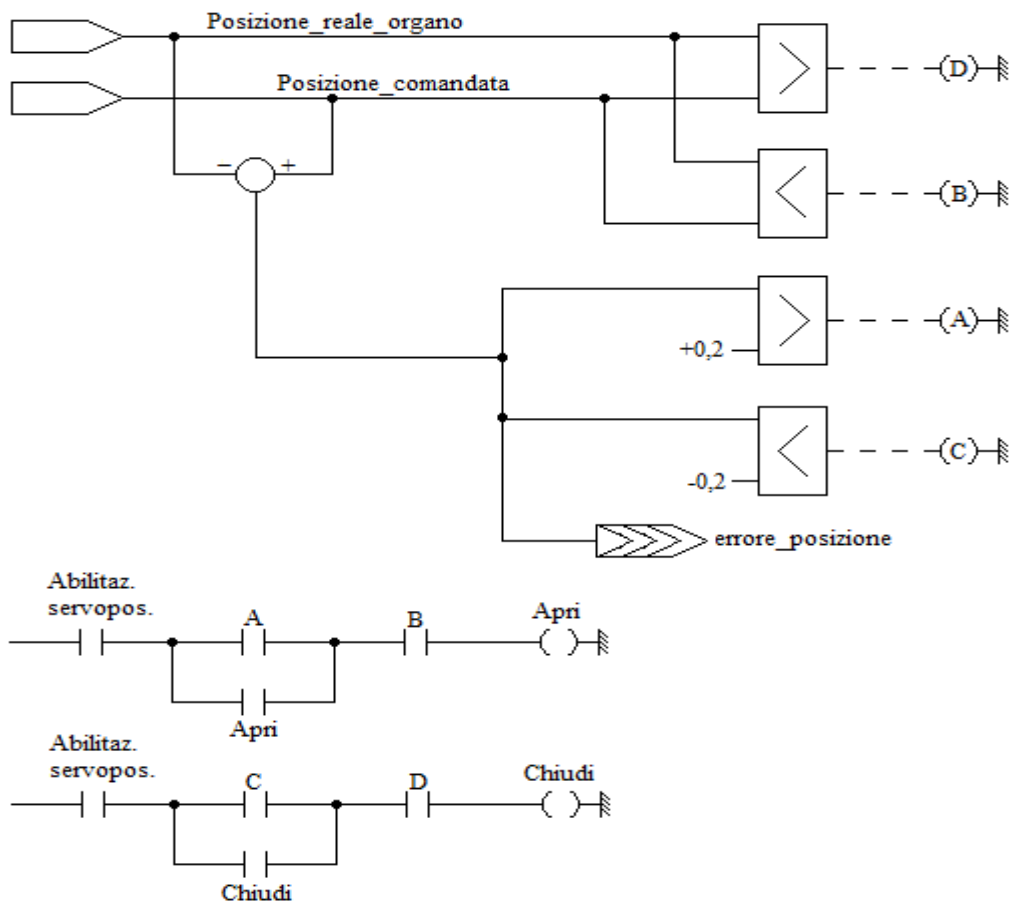 Posizione_reale_organo
D
Posizione_comandata
− +
B
A
+0,2
C
-0,2
errore_posizione
Abilitaz.
servopos.
A
B
Apri
Apri
Abilitaz.
servopos.
C
D
Chiudi
Chiudi